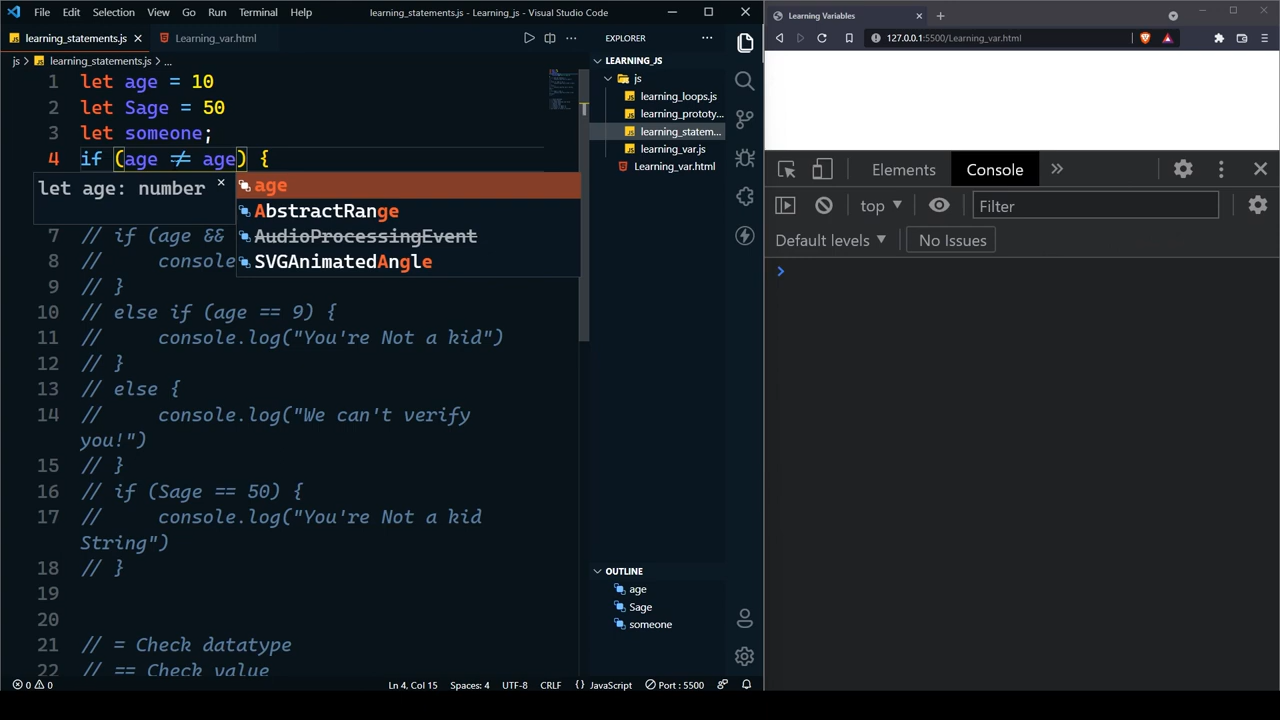 File Edit Selection View Go Run Terminal Help learning_statements.js - Learning_js - Visual Studio Code
learning_statements.js Learning_var.html
js > learning_statements.js > ...
1 let age = 10
2 let Sage = 50
3 let someone;
4 if (age ≠ age) {
let age: number
age
AbstractRange
AudioProcessingEvent
SVGAnimatedAngle
7 // if (age &&
8 // console
9 // }
10 // else if (age == 9) {
11 // console.log("You're Not a kid")
12 // }
13 // else {
14 // console.log("We can't verify
you!")
15 // }
16 // if (Sage == 50) {
17 // console.log("You're Not a kid
String")
18 // }
19
20
21 // = Check datatype
22 // == Check value
0 0 Ln 4, Col 15 Spaces: 4 UTF-8 CRLF {} JavaScript Port : 5500
EXPLORER
LEARNING_JS
js
learning_loops.js
learning_prototy...
learning_statem...
learning_var.js
Learning_var.html
OUTLINE
age
Sage
someone
Learning Variables
127.0.0.1:5500/Learning_var.html
Elements Console
top Filter
Default levels No Issues